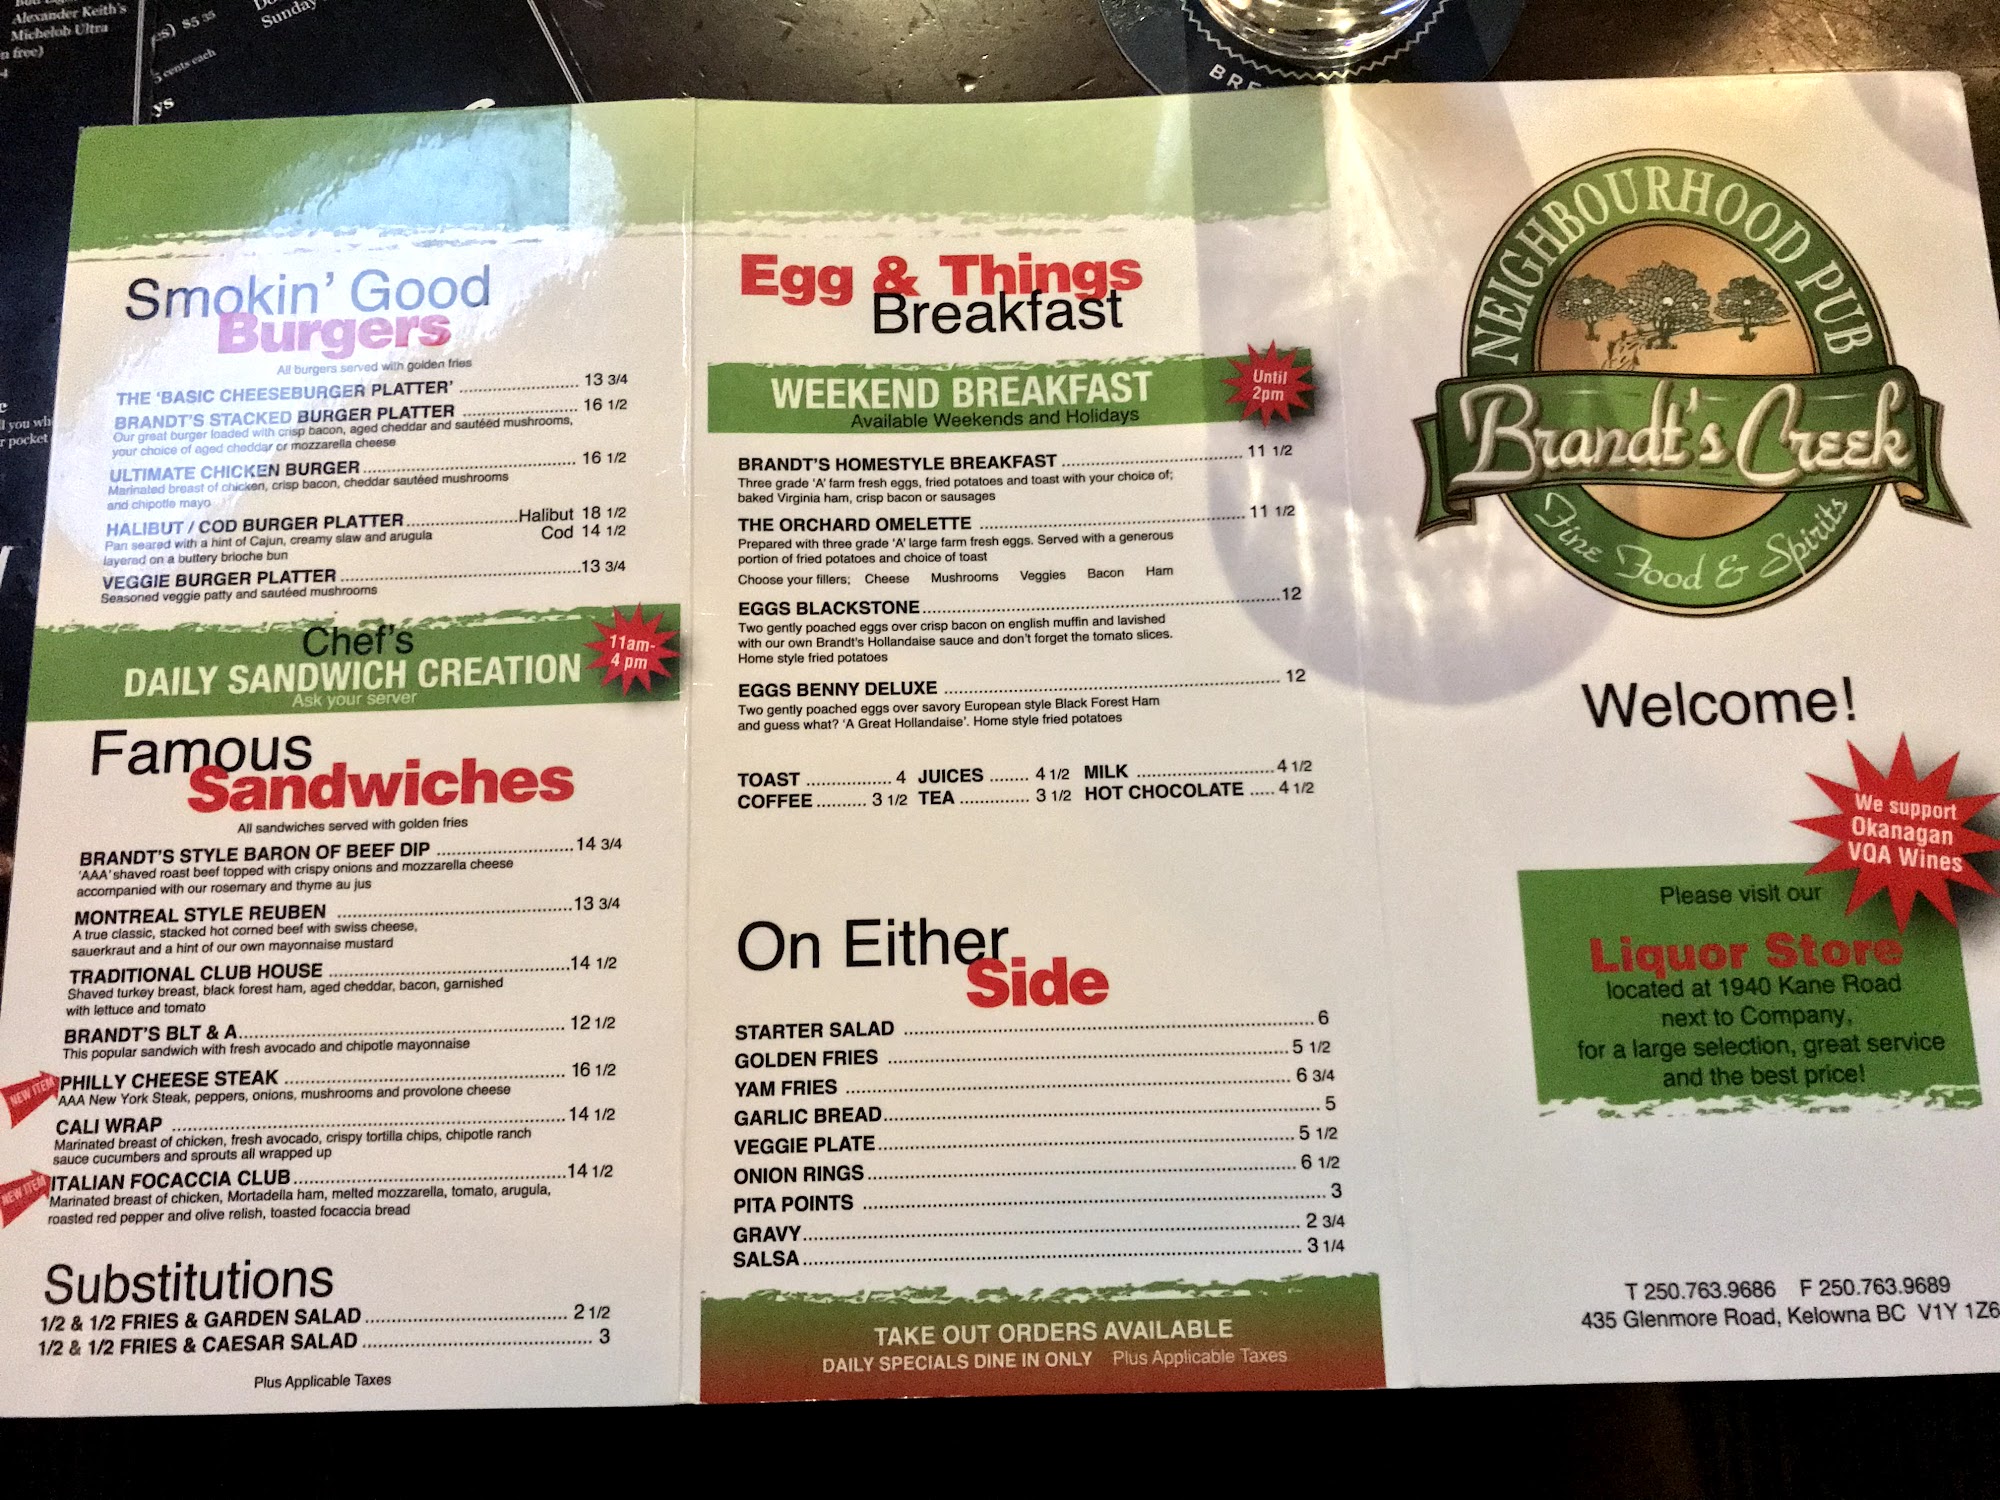 Alexander Keith's
Michelob Ultra
n free)
$5 35
Sunday
5 cents each
ys
r pocket
BRE
Smokin' Good
Burgers
All burgers served with golden fries
THE 'BASIC CHEESEBURGER PLATTER' 13 3/4
BRANDT'S STACKED BURGER PLATTER 16 1/2
Our great burger loaded with crisp bacon, aged cheddar and sautéed mushrooms,
your choice of aged cheddar or mozzarella cheese
ULTIMATE CHICKEN BURGER 16 1/2
Marinated breast of chicken, crisp bacon, cheddar sautéed mushrooms
and chipotle mayo
HALIBUT / COD BURGER PLATTER Halibut 18 1/2
Cod 14 1/2
Pan seared with a hint of Cajun, creamy slaw and arugula
layered on a buttery brioche bun
VEGGIE BURGER PLATTER 13 3/4
Seasoned veggie patty and sautéed mushrooms
Chef's
DAILY SANDWICH CREATION
Ask your server
11am-
4 pm
Famous
Sandwiches
All sandwiches served with golden fries
BRANDT'S STYLE BARON OF BEEF DIP 14 3/4
'AAA' shaved roast beef topped with crispy onions and mozzarella cheese
accompanied with our rosemary and thyme au jus
MONTREAL STYLE REUBEN 13 3/4
A true classic, stacked hot corned beef with swiss cheese,
sauerkraut and a hint of our own mayonnaise mustard
TRADITIONAL CLUB HOUSE 14 1/2
Shaved turkey breast, black forest ham, aged cheddar, bacon, garnished
with lettuce and tomato
BRANDT'S BLT & A 12 1/2
This popular sandwich with fresh avocado and chipotle mayonnaise
NEW ITEM
PHILLY CHEESE STEAK 16 1/2
AAA New York Steak, peppers, onions, mushrooms and provolone cheese
CALI WRAP 14 1/2
Marinated breast of chicken, fresh avocado, crispy tortilla chips, chipotle ranch
sauce cucumbers and sprouts all wrapped up
NEW ITEM
ITALIAN FOCACCIA CLUB 14 1/2
Marinated breast of chicken, Mortadella ham, melted mozzarella, tomato, arugula,
roasted red pepper and olive relish, toasted focaccia bread
Substitutions
1/2 & 1/2 FRIES & GARDEN SALAD 2 1/2
1/2 & 1/2 FRIES & CAESAR SALAD 3
Plus Applicable Taxes
Egg & Things
Breakfast
WEEKEND BREAKFAST
Available Weekends and Holidays
Until
2pm
BRANDT'S HOMESTYLE BREAKFAST 11 1/2
Three grade 'A' farm fresh eggs, fried potatoes and toast with your choice of;
baked Virginia ham, crisp bacon or sausages
THE ORCHARD OMELETTE 11 1/2
Prepared with three grade 'A' large farm fresh eggs. Served with a generous
portion of fried potatoes and choice of toast
Choose your fillers; Cheese Mushrooms Veggies Bacon Ham
EGGS BLACKSTONE 12
Two gently poached eggs over crisp bacon on english muffin and lavished
with our own Brandt's Hollandaise sauce and don't forget the tomato slices.
Home style fried potatoes
EGGS BENNY DELUXE 12
Two gently poached eggs over savory European style Black Forest Ham
and guess what? 'A Great Hollandaise'. Home style fried potatoes
TOAST 4 JUICES 4 1/2 MILK 4 1/2
COFFEE 3 1/2 TEA 3 1/2 HOT CHOCOLATE 4 1/2
On Either
Side
STARTER SALAD 6
GOLDEN FRIES 5 1/2
YAM FRIES 6 3/4
GARLIC BREAD 5
VEGGIE PLATE 5 1/2
ONION RINGS 6 1/2
PITA POINTS 3
GRAVY 2 3/4
SALSA 3 1/4
TAKE OUT ORDERS AVAILABLE
DAILY SPECIALS DINE IN ONLY Plus Applicable Taxes
NEIGHBOURHOOD PUB
Brandt's Creek
Fine Food & Spirits
Welcome!
We support
Okanagan
VQA Wines
Please visit our
Liquor Store
located at 1940 Kane Road
next to Company,
for a large selection, great service
and the best price!
T 250.763.9686 F 250.763.9689
435 Glenmore Road, Kelowna BC V1Y 1Z6